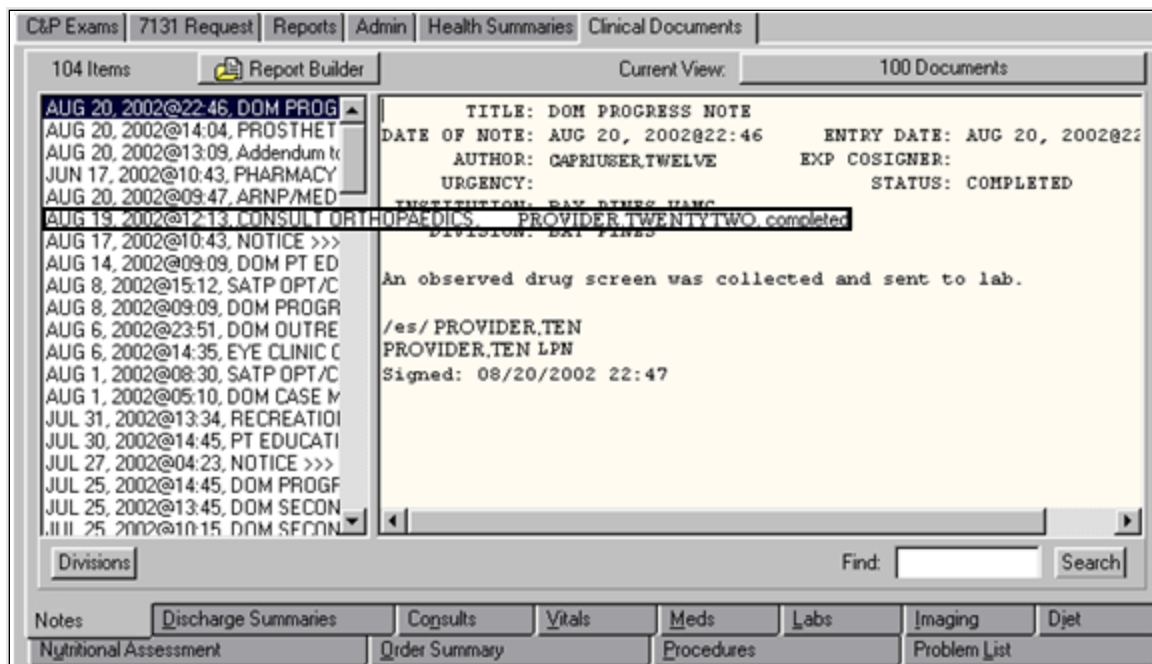 C&P Exams 7131 Request Reports Admin Health Summaries Clinical Documents
104 Items Report Builder Current View: 100 Documents
AUG 20, 2002@22:46, DOM PROG
AUG 20, 2002@14:04, PROSTHET
AUG 20, 2002@13:09, Addendum to
JUN 17, 2002@10:43, PHARMACY
AUG 20, 2002@09:47, ARNP/MED
AUG 19, 2002@12:13, CONSULT ORTHOPAEDICS, PROVIDER,TWENTYTWO, completed
AUG 17, 2002@10:43, NOTICE >>>
AUG 14, 2002@09:09, DOM PT ED
AUG 8, 2002@15:12, SATP OPT/C
AUG 8, 2002@09:09, DOM PROGR
AUG 6, 2002@23:51, DOM OUTRE
AUG 6, 2002@14:35, EYE CLINIC C
AUG 1, 2002@08:30, SATP OPT/C
AUG 1, 2002@05:10, DOM CASE M
JUL 31, 2002@13:34, RECREATIO
JUL 30, 2002@14:45, PT EDUCATI
JUL 27, 2002@04:23, NOTICE >>>
JUL 25, 2002@14:45, DOM PROGR
JUL 25, 2002@13:45, DOM SECON
JUL 25, 2002@10:15, DOM SECON
TITLE: DOM PROGRESS NOTE
DATE OF NOTE: AUG 20, 2002@22:46 ENTRY DATE: AUG 20, 2002@22
AUTHOR: CAPRIUSER,TWELVE EXP COSIGNER:
URGENCY: STATUS: COMPLETED
INSTITUTION: BAY PINES VAMC
DIVISION: BAY PINES
An observed drug screen was collected and sent to lab.
/es/ PROVIDER,TEN
PROVIDER,TEN LPN
Signed: 08/20/2002 22:47
Divisions Find: Search
Notes Discharge Summaries Consults Vitals Meds Labs Imaging Diet
Nutritional Assessment Order Summary Procedures Problem List